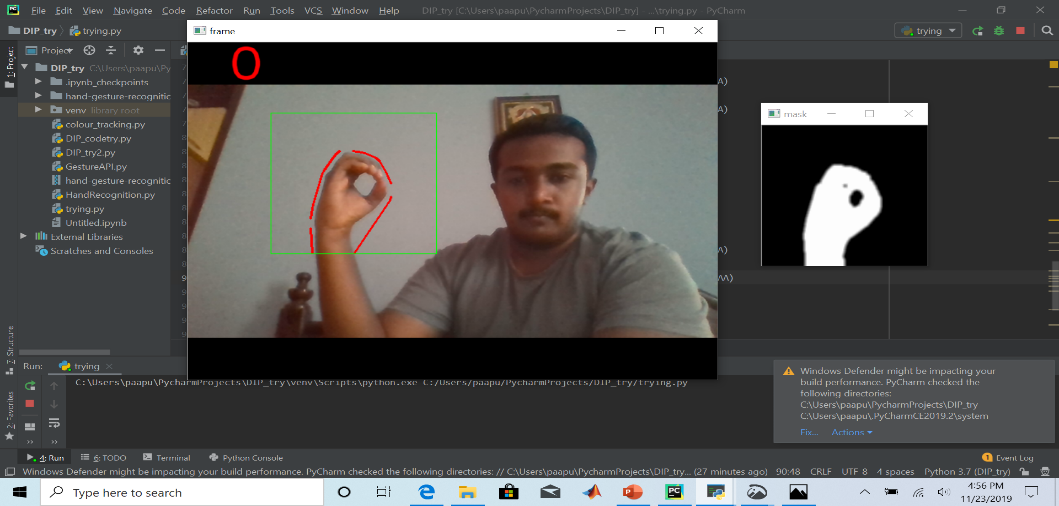 File Edit View Navigate Code Refactor Run Tools VCS Window Help DIP_try [C:\Users\paapu\PycharmProjects\DIP_try] - ...\trying.py - PyCharm
DIP_try trying.py
trying
frame
0
mask
1: Project
Project
DIP_try C:\Users\paapu\Py
.ipynb_checkpoints
hand-gesture-recognitic
venv library root
colour_tracking.py
DIP_codetry.py
DIP_try2.py
GestureAPI.py
hand-gesture-recognitic
HandRecognition.py
trying.py
Untitled.ipynb
External Libraries
Scratches and Consoles
Z: Structure
2: Favorites
Run: trying
C:\Users\paapu\PycharmProjects\DIP_try\venv\Scripts\python.exe C:/Users/paapu/PycharmProjects/DIP_try/trying.py
Windows Defender might be impacting your
build performance. PyCharm checked the
following directories:
C:\Users\paapu\PycharmProjects\DIP_try
C:\Users\paapu\.PyCharmCE2019.2\system
Fix... Actions
4: Run 6: TODO Terminal Python Console Event Log
Windows Defender might be impacting your build performance. PyCharm checked the following directories: // C:\Users\paapu\PycharmProjects\DIP_try... (27 minutes ago) 90:48 CRLF UTF 8 4 spaces Python 3.7 (DIP_try)
Type here to search
4:56 PM
11/23/2019